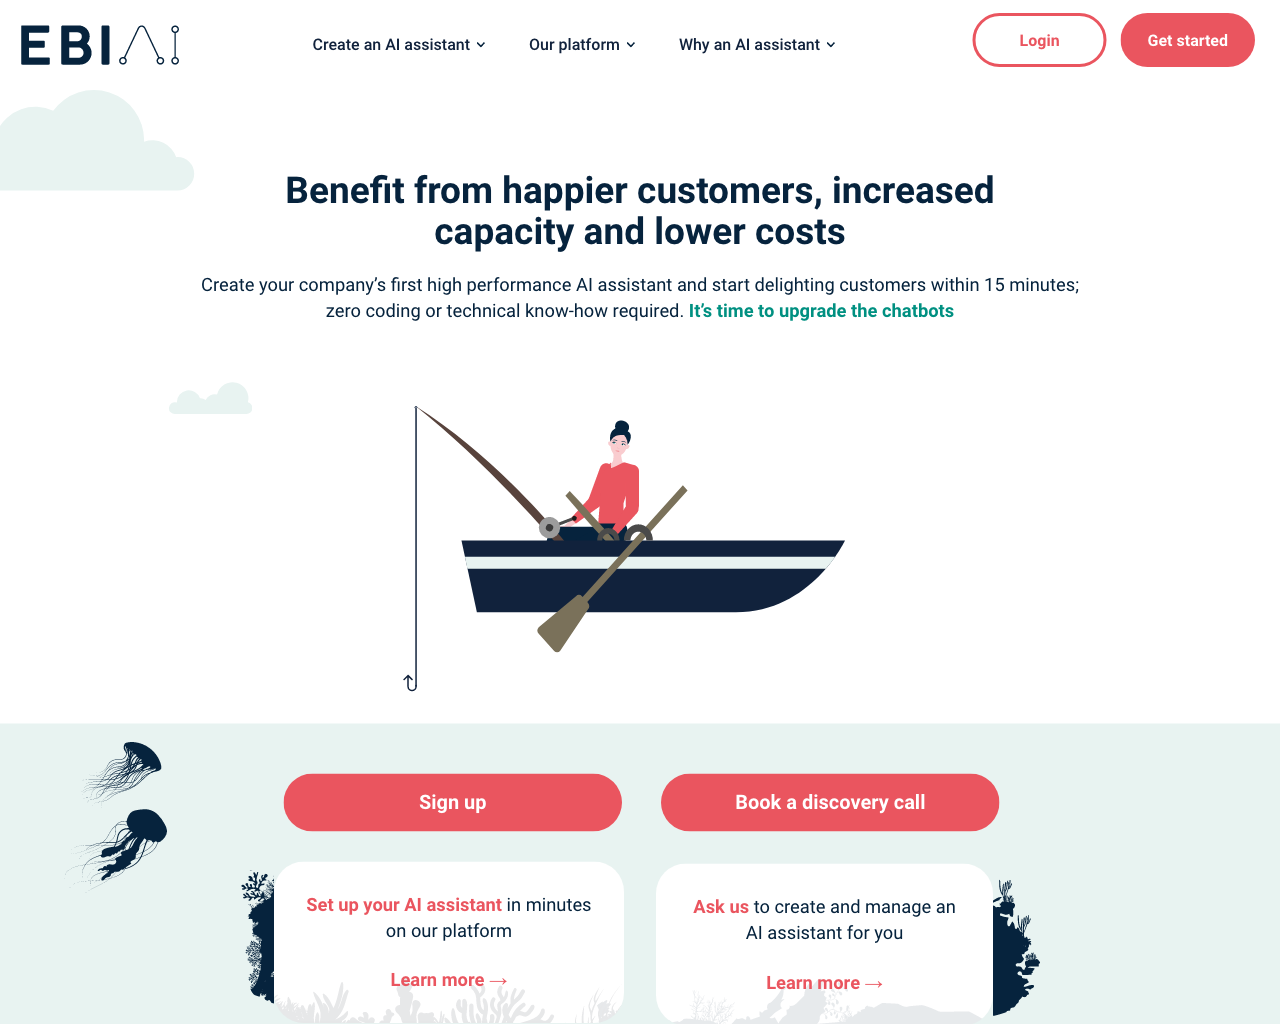 EBI AI
Create an AI assistant
Our platform
Why an AI assistant
Login
Get started
Benefit from happier customers, increased
capacity and lower costs
Create your company’s first high performance AI assistant and start delighting customers within 15 minutes;
zero coding or technical know-how required. It’s time to upgrade the chatbots
Sign up
Book a discovery call
Set up your AI assistant in minutes
on our platform
Learn more →
Ask us to create and manage an
AI assistant for you
Learn more →